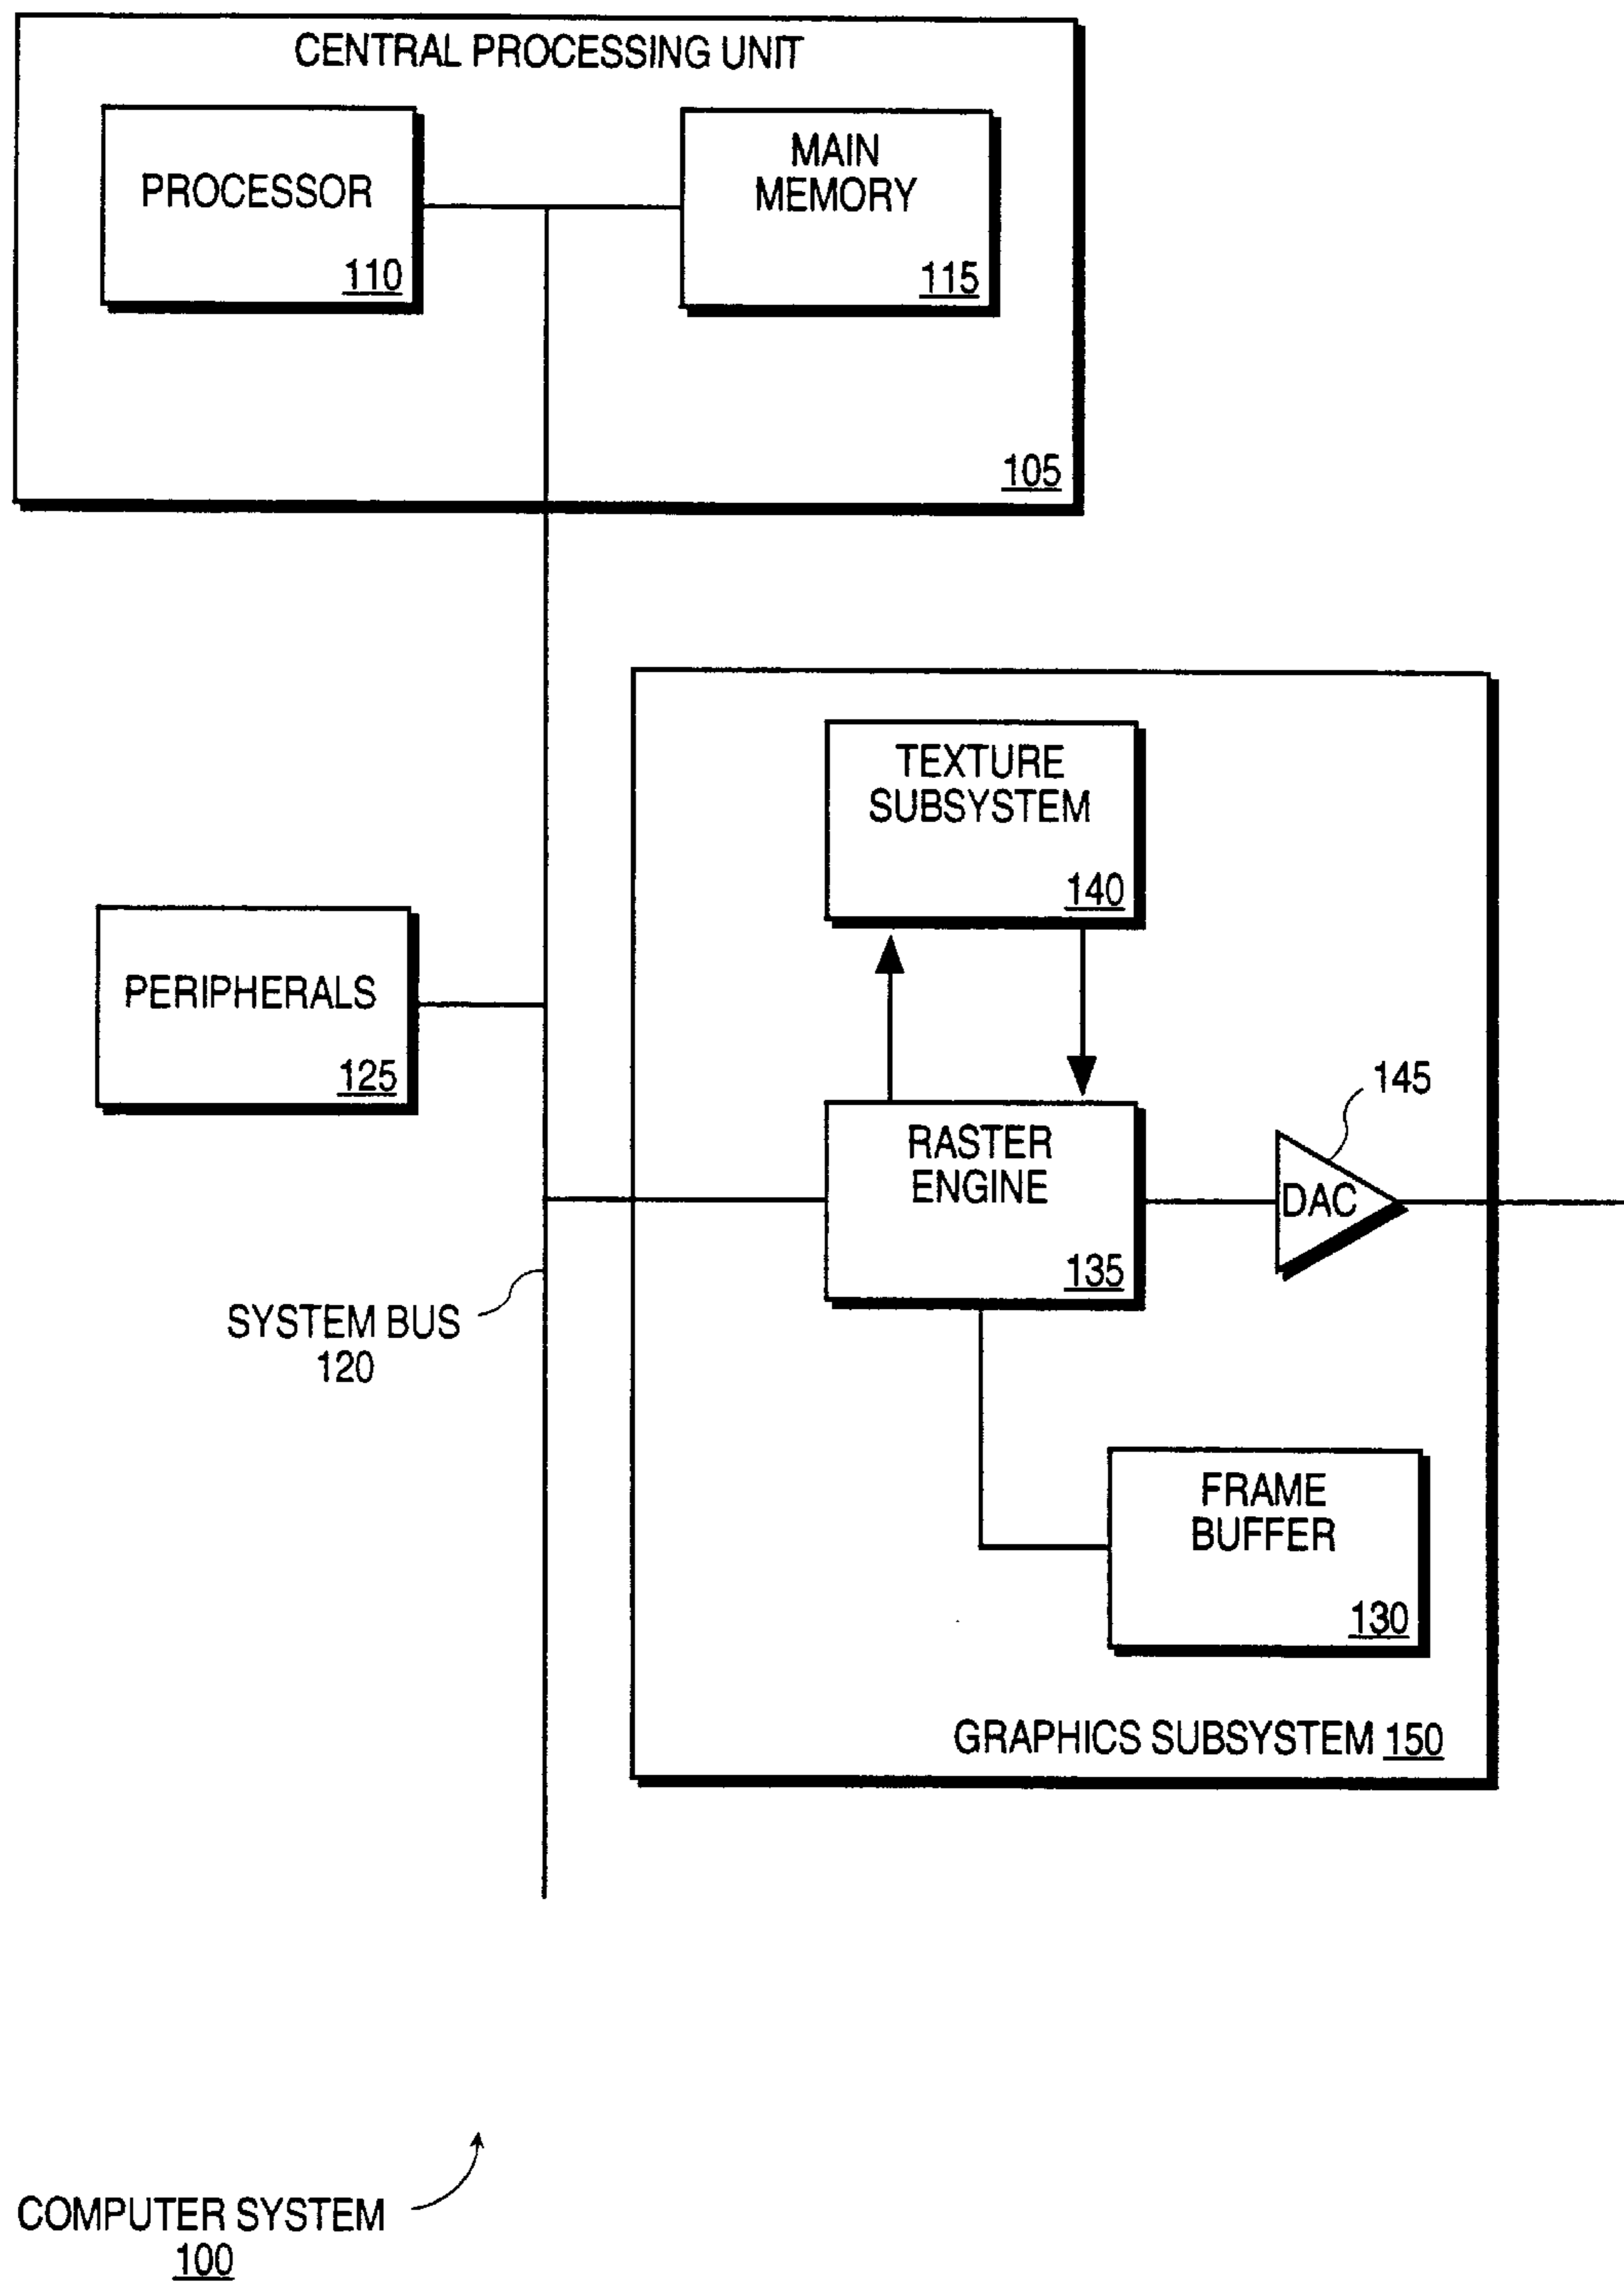 CENTRAL PROCESSING UNIT
PROCESSOR
110
MAIN
MEMORY
115
105
TEXTURE
SUBSYSTEM
140
PERIPHERALS
125
145
RASTER
ENGINE
135
DAC
SYSTEM BUS
120
FRAME
BUFFER
130
GRAPHICS SUBSYSTEM 150
COMPUTER SYSTEM
100